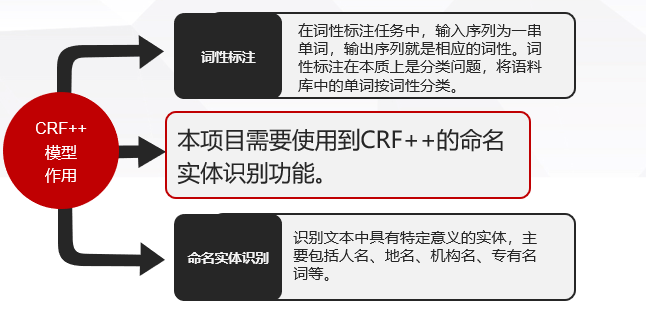 CRF++
模型
作用
词性标注
在词性标注任务中，输入序列为一串
单词，输出序列就是相应的词性。词
性标注在本质上是分类问题，将语料
库中的单词按词性分类。
本项目需要使用到CRF++的命名
实体识别功能。
命名实体识别
识别文本中具有特定意义的实体，主
要包括人名、地名、机构名、专有名
词等。